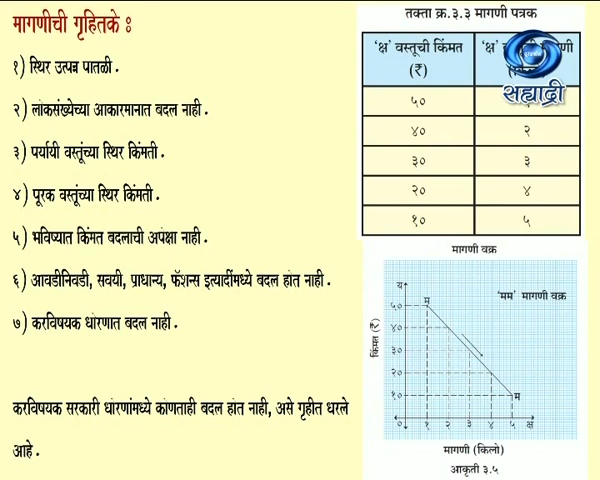 मागणीची गृहितके :
१) स्थिर उत्पन्न पातळी.
२) लोकसंख्येच्या आकारमानात बदल नाही.
३) पर्यायी वस्तूंच्या स्थिर किंमती.
४) पूरक वस्तूंच्या स्थिर किंमती.
५) भविष्यात किंमत बदलाची अपेक्षा नाही.
६) आवडीनिवडी, सवयी, प्राधान्य, फॅशन्स इत्यादींमध्ये बदल होत नाही.
७) करविषयक धोरणात बदल नाही.
करविषयक सरकारी धोरणांमध्ये कोणताही बदल होत नाही, असे गृहीत धरले
आहे.
तक्ता क्र.३.३ मागणी पत्रक
‘क्ष’ वस्तूची किंमत ‘क्ष’
(₹)
सह्याद्री
५०
४० २
३० ३
२० ४
१० ५
मागणी वक्र
य
‘मम’ मागणी वक्र
५० म
४०
३०
२०
१० म
० १ २ ३ ४ ५ क्ष
किंमत (₹)
मागणी (किलो)
आकृती ३.५